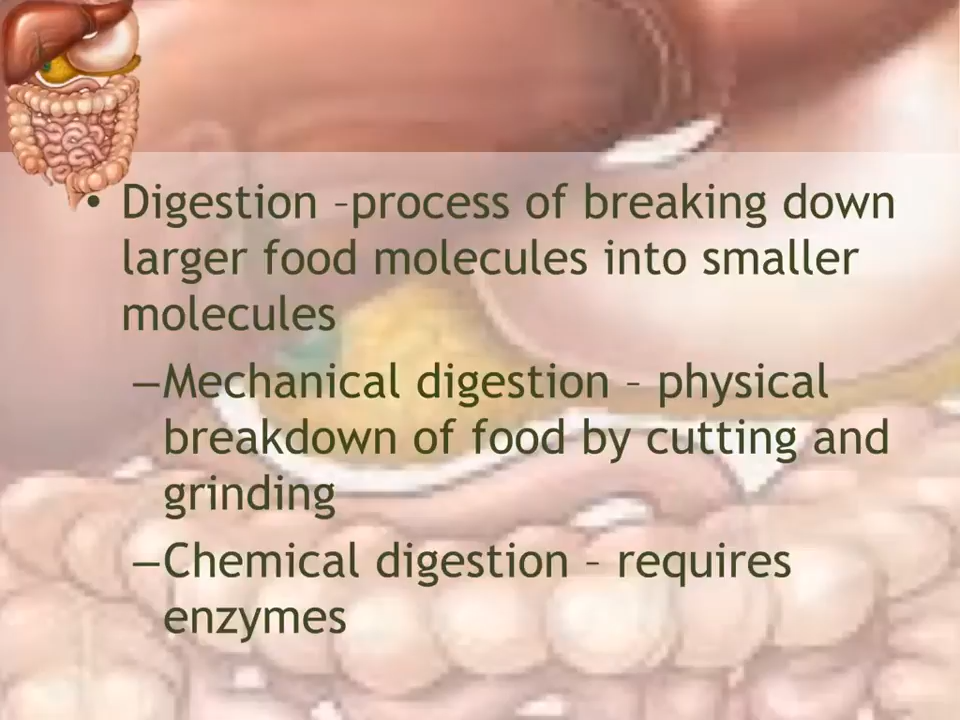 • Digestion –process of breaking down
larger food molecules into smaller
molecules
–Mechanical digestion – physical
breakdown of food by cutting and
grinding
–Chemical digestion – requires
enzymes